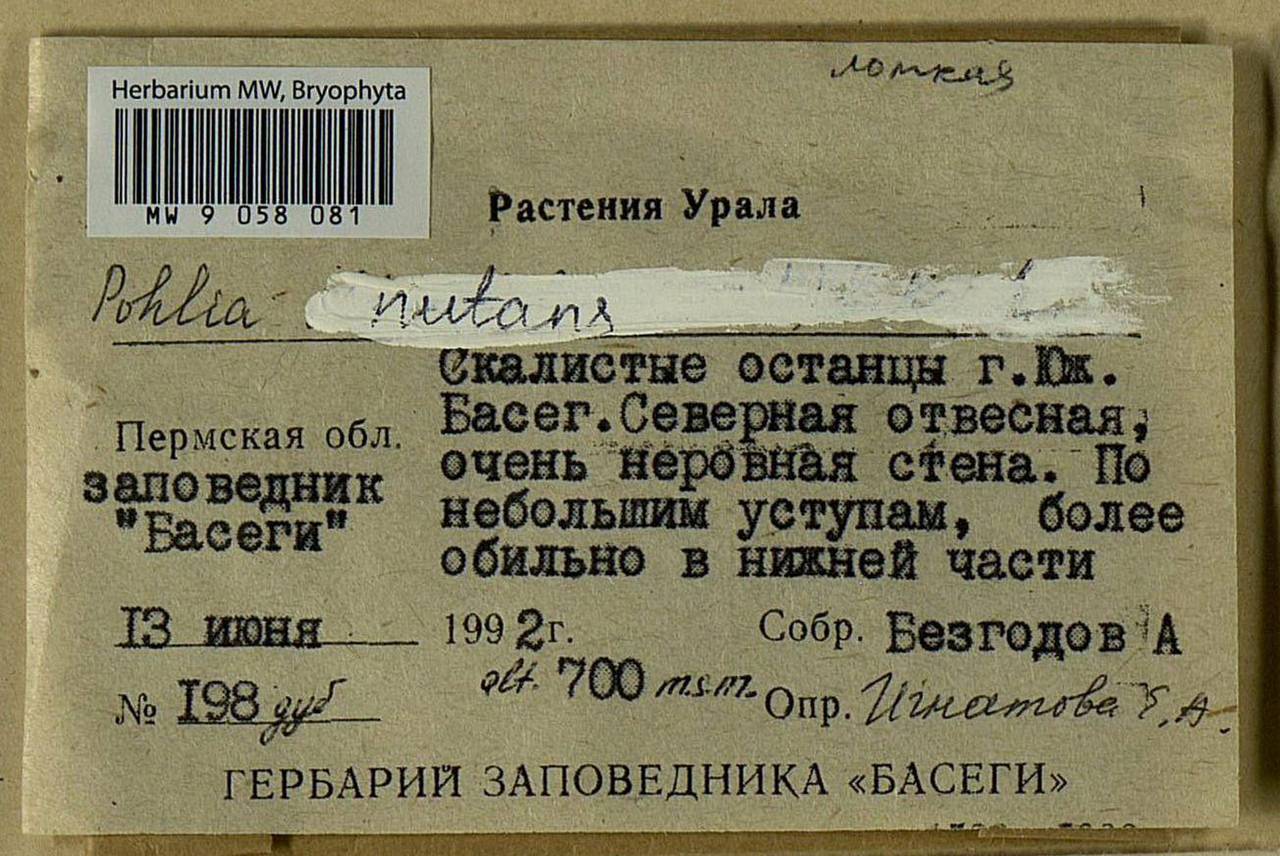 ломкая
Herbarium MW, Bryophyta
MW 9 058 081
Растения Урала
Pohlia nutans
Скалистые останцы г.Юж.
Басег.Северная отвесная,
очень неровная стена. По
небольшим уступам, более
обильно в нижней части
Пермская обл.
заповедник
"Басеги"
13 июня 1992г.
Собр. Безгодов А
alt. 700 m.s.m.
№ 198 дуб
Опр. Игнатова Е.А.
ГЕРБАРИЙ ЗАПОВЕДНИКА «БАСЕГИ»